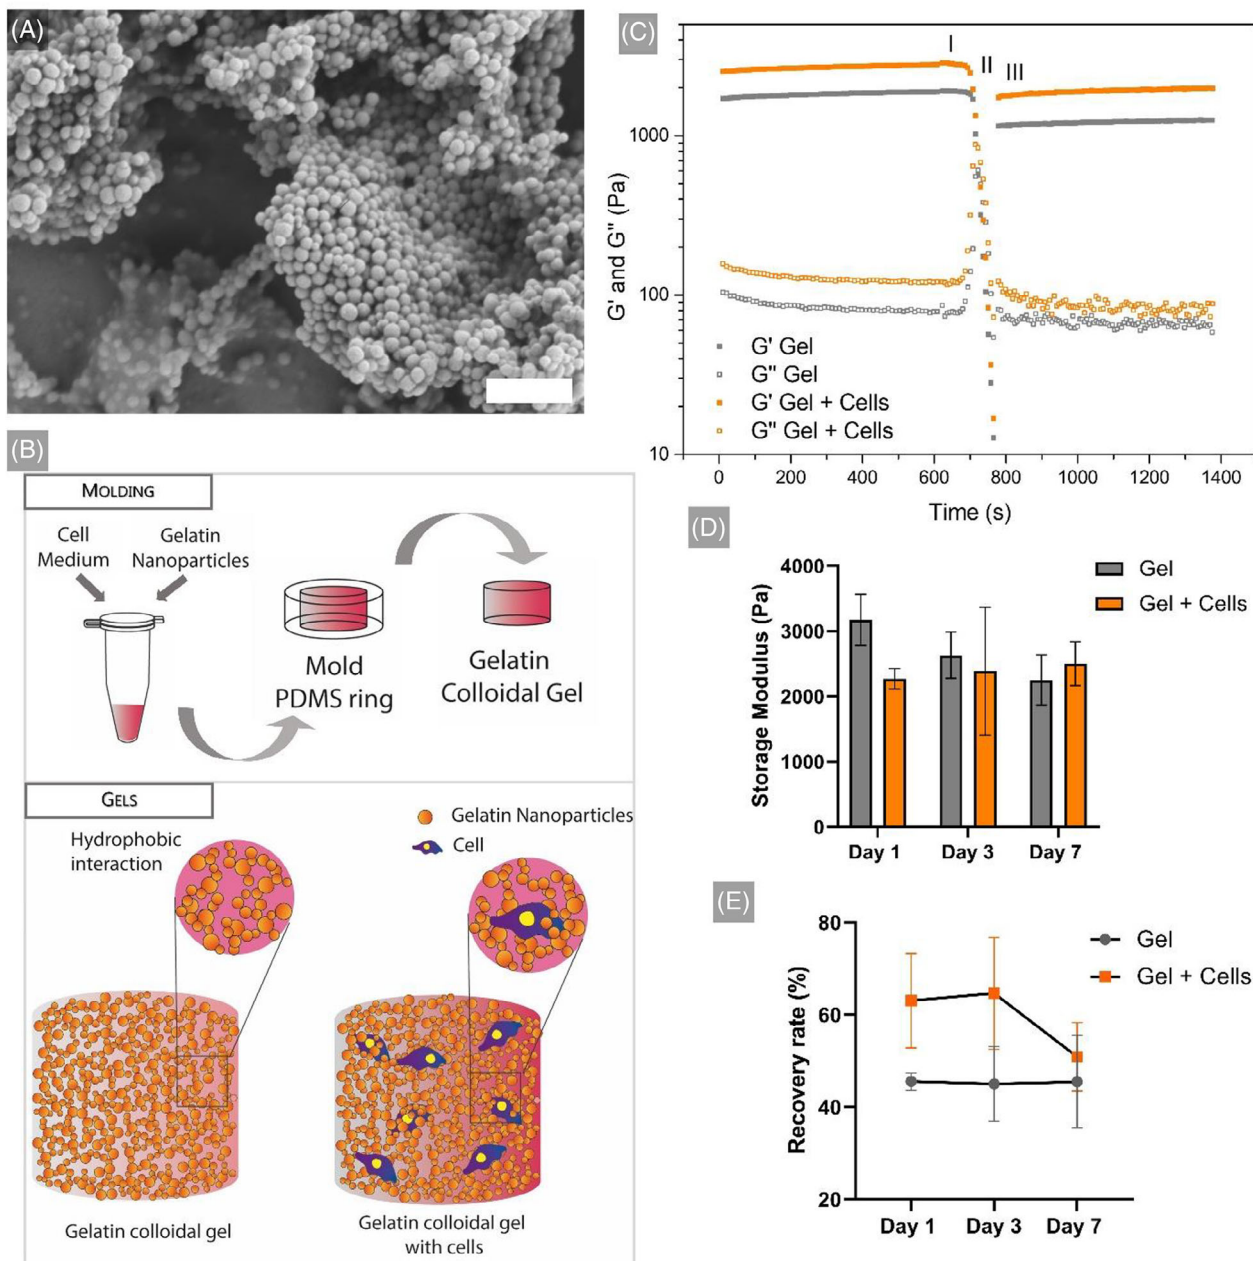 (A)
(B)
MOLDING
Cell
Medium
Gelatin
Nanoparticles
Mold
PDMS ring
Gelatin
Colloidal Gel
GELS
Hydrophobic
interaction
Gelatin Nanoparticles
Cell
Gelatin colloidal gel
Gelatin colloidal gel
with cells
(C)
G' and G" (Pa)
1000
100
10
I
II
III
G' Gel
G" Gel
G' Gel + Cells
G" Gel + Cells
0
200
400
600
800
1000
1200
1400
Time (s)
(D)
Storage Modulus (Pa)
4000
3000
2000
1000
0
Gel
Gel + Cells
Day 1
Day 3
Day 7
(E)
Recovery rate (%)
80
60
40
20
Gel
Gel + Cells
Day 1
Day 3
Day 7